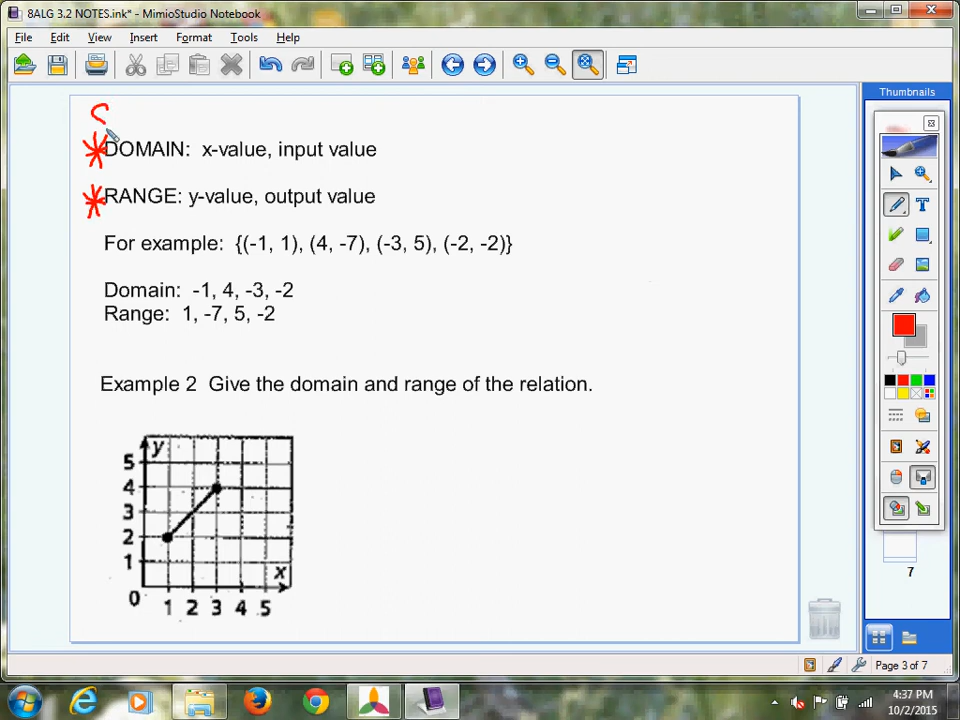 8ALG 3.2 NOTES.ink* - MimioStudio Notebook
File Edit View Insert Format Tools Help
Thumbnails
DOMAIN: x-value, input value
RANGE: y-value, output value
For example: {(-1, 1), (4, -7), (-3, 5), (-2, -2)}
Domain: -1, 4, -3, -2
Range: 1, -7, 5, -2
Example 2 Give the domain and range of the relation.
y
5
4
3
2
1
x
0 1 2 3 4 5
T
7
Page 3 of 7
4:37 PM
10/2/2015